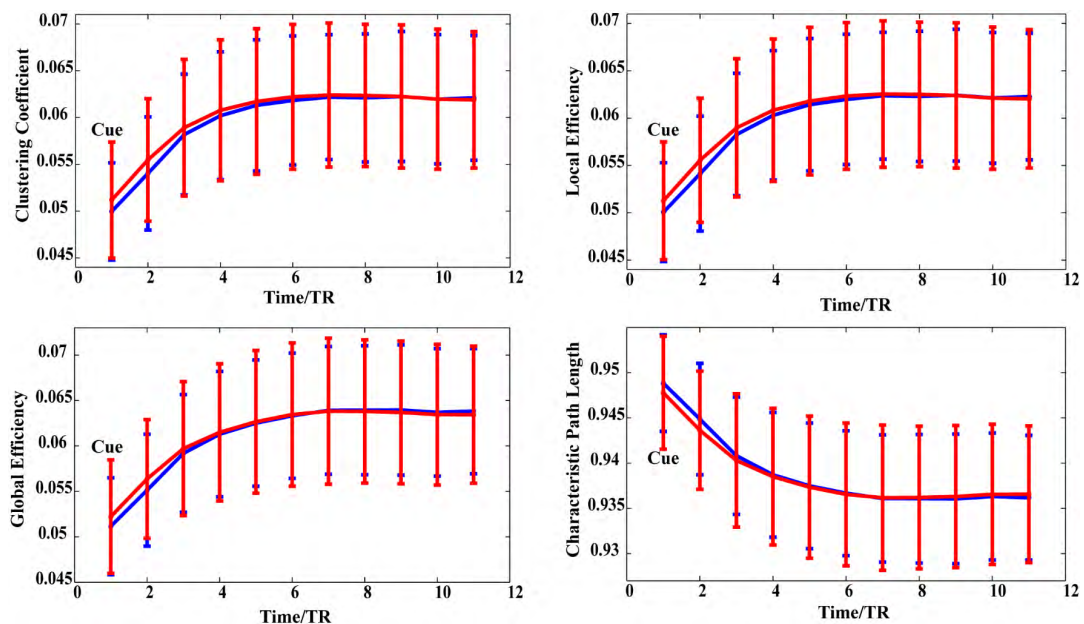 0.07
0.065
0.06
0.055
0.05
0.045
Clustering Coefficient
Cue
0 2 4 6 8 10 12
Time/TR
0.07
0.065
0.06
0.055
0.05
0.045
Local Efficiency
Cue
0 2 4 6 8 10 12
Time/TR
0.07
0.065
0.06
0.055
0.05
0.045
Global Efficiency
Cue
0 2 4 6 8 10 12
Time/TR
0.95
0.945
0.94
0.935
0.93
Characteristic Path Length
Cue
0 2 4 6 8 10 12
Time/TR